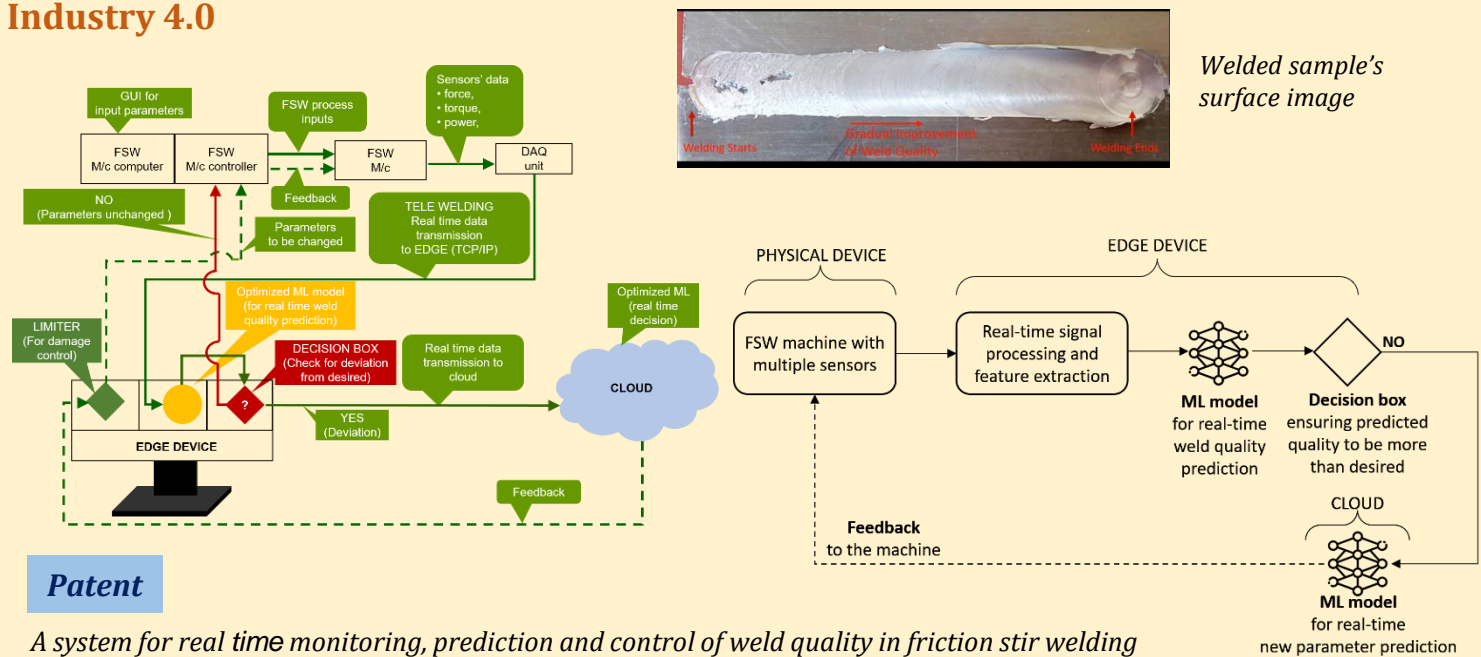 Industry 4.0
GUI for
input parameters
FSW
M/c computer
FSW
M/c controller
FSW process
inputs
Feedback
FSW
M/c
Sensors' data
• force,
• torque,
• power,
DAQ
unit
NO
(Parameters unchanged )
Parameters
to be changed
TELE WELDING
Real time data
transmission
to EDGE (TCP/IP)
Optimized ML model
(for real time weld
quality prediction)
LIMITER
(For damage
control)
DECISION BOX
(Check for deviation
from desired)
Real time data
transmission to
cloud
Optimized ML
(real time
decision)
?
CLOUD
YES
(Deviation)
EDGE DEVICE
Feedback
Welding Starts
Gradual Improvement
of Weld Quality
Welding Ends
Welded sample's
surface image
PHYSICAL DEVICE
EDGE DEVICE
FSW machine with
multiple sensors
Real-time signal
processing and
feature extraction
NO
ML model
for real-time
weld quality
prediction
Decision box
ensuring predicted
quality to be more
than desired
CLOUD
Feedback
to the machine
ML model
for real-time
new parameter prediction
Patent
A system for real time monitoring, prediction and control of weld quality in friction stir welding